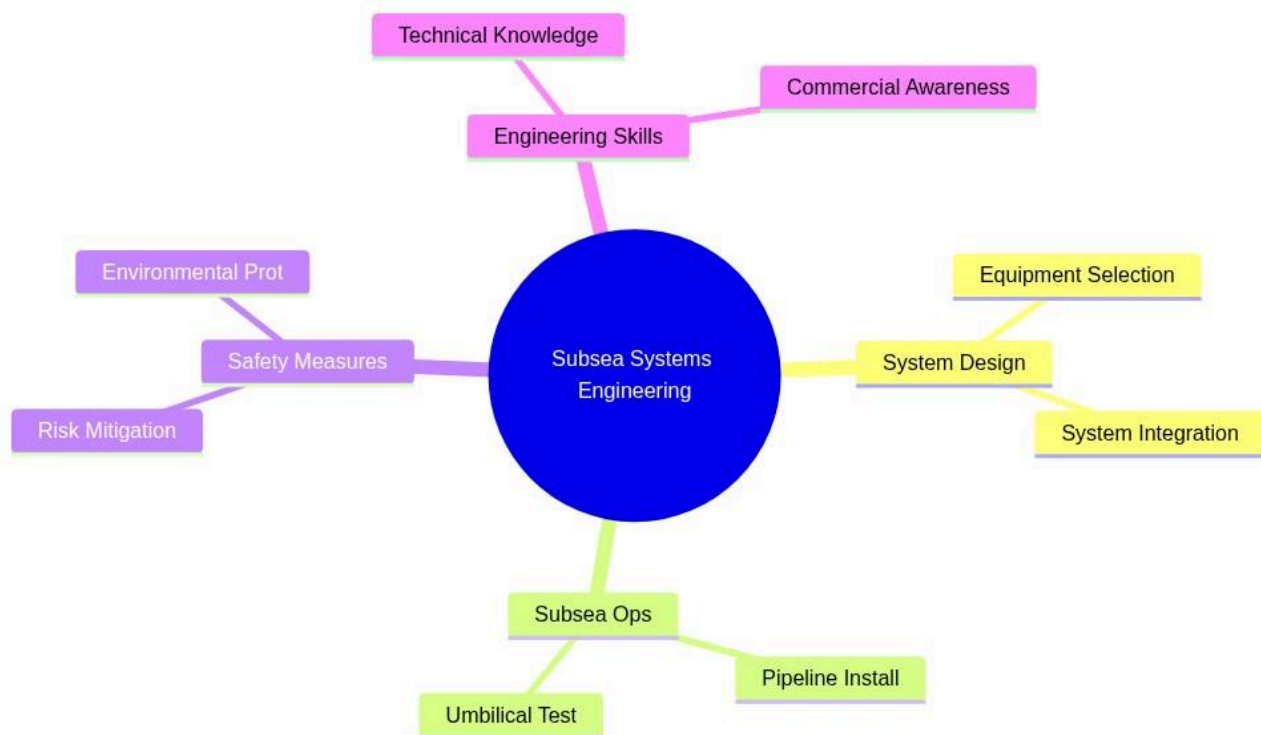 Technical Knowledge
Commercial Awareness
Engineering Skills
Environmental Prot
Equipment Selection
Safety Measures
Subsea Systems
Engineering
System Design
Risk Mitigation
System Integration
Subsea Ops
Pipeline Install
Umbilical Test